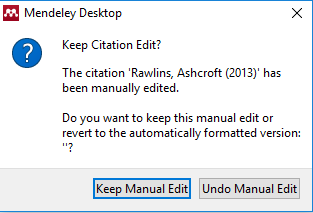 Mendeley Desktop
Keep Citation Edit?
The citation 'Rawlins, Ashcroft (2013)' has
been manually edited.
Do you want to keep this manual edit or
revert to the automatically formatted version:
''?
Keep Manual Edit Undo Manual Edit